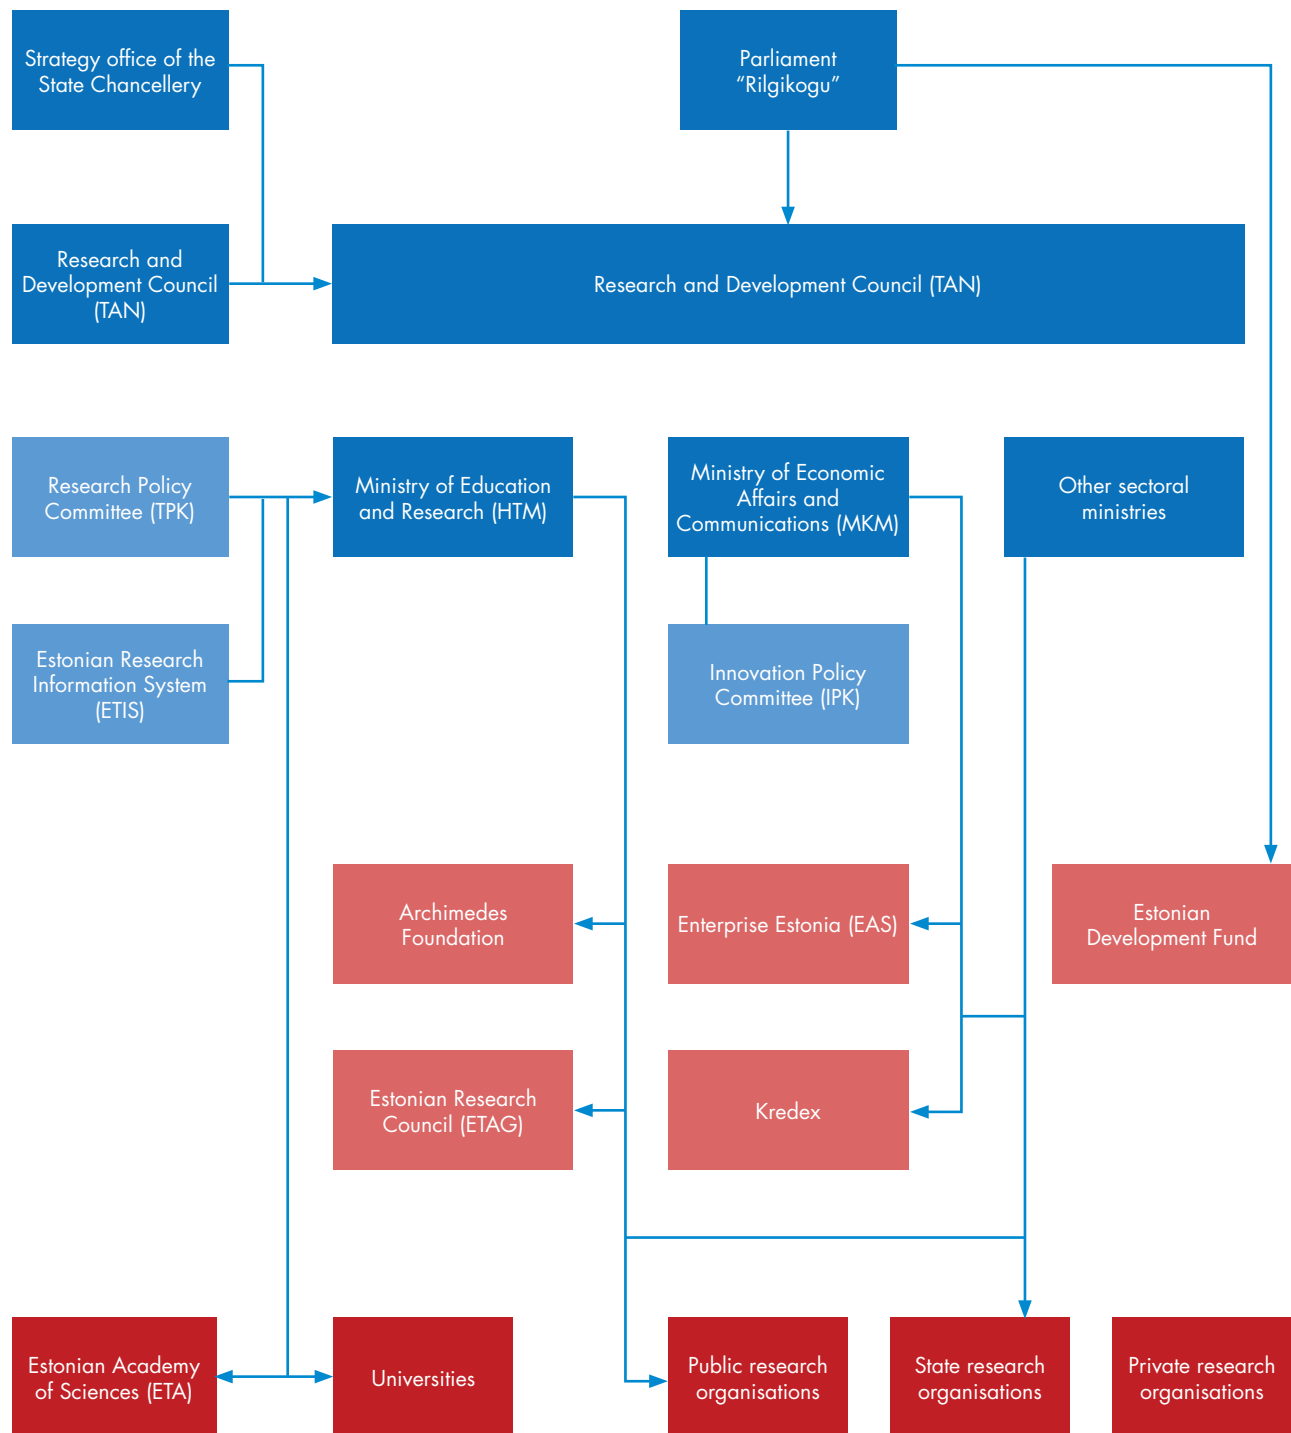 Strategy office of the
State Chancellery
Parliament
“Rilgikogu”
Research and
Development Council
(TAN)
Research and Development Council (TAN)
Research Policy
Committee (TPK)
Ministry of Education
and Research (HTM)
Ministry of Economic
Affairs and
Communications (MKM)
Other sectoral
ministries
Estonian Research
Information System
(ETIS)
Innovation Policy
Committee (IPK)
Archimedes
Foundation
Enterprise Estonia (EAS)
Estonian
Development Fund
Estonian Research
Council (ETAG)
Kredex
Estonian Academy
of Sciences (ETA)
Universities
Public research
organisations
State research
organisations
Private research
organisations